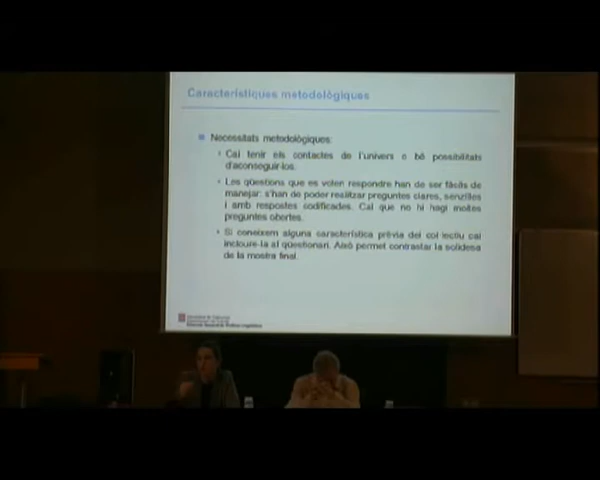 Característiques metodològiques
Necessitats metodològiques:
Cal tenir els contactes de l'univers o bé possibilitats
d'aconseguir-los.
Les qüestions que es volen respondre han de ser fàcils de
manejar: s'han de poder realitzar preguntes clares, senzilles
i amb respostes codificades. Cal que no hi hagi moltes
preguntes obertes.
Si coneixem alguna característica prèvia del col·lectiu cal
incloure-la al qüestionari. Això permet contrastar la solidesa
de la mostra final.
Generalitat de Catalunya